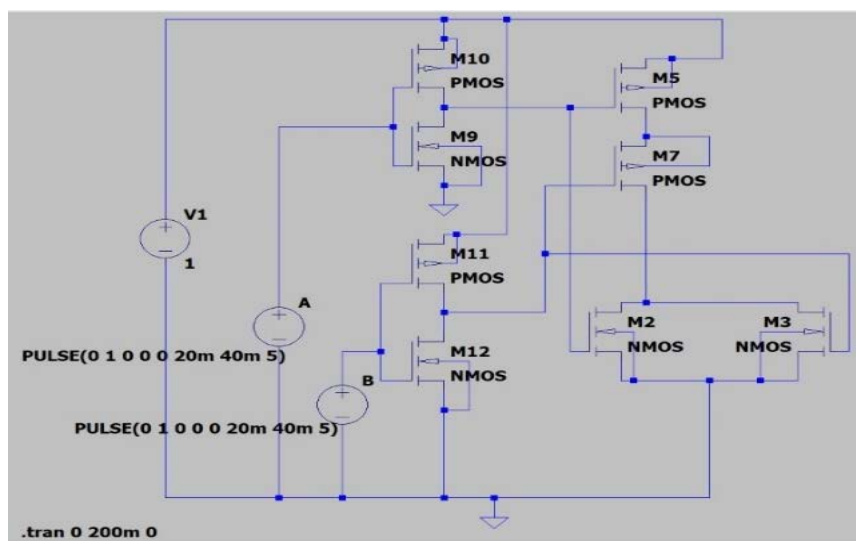 M10
PMOS
M5
PMOS
M9
NMOS
M7
PMOS
V1
1
M11
PMOS
A
PULSE(0 1 0 0 0 20m 40m 5)
M2
NMOS
M3
NMOS
M12
NMOS
B
PULSE(0 1 0 0 0 20m 40m 5)
.tran 0 200m 0